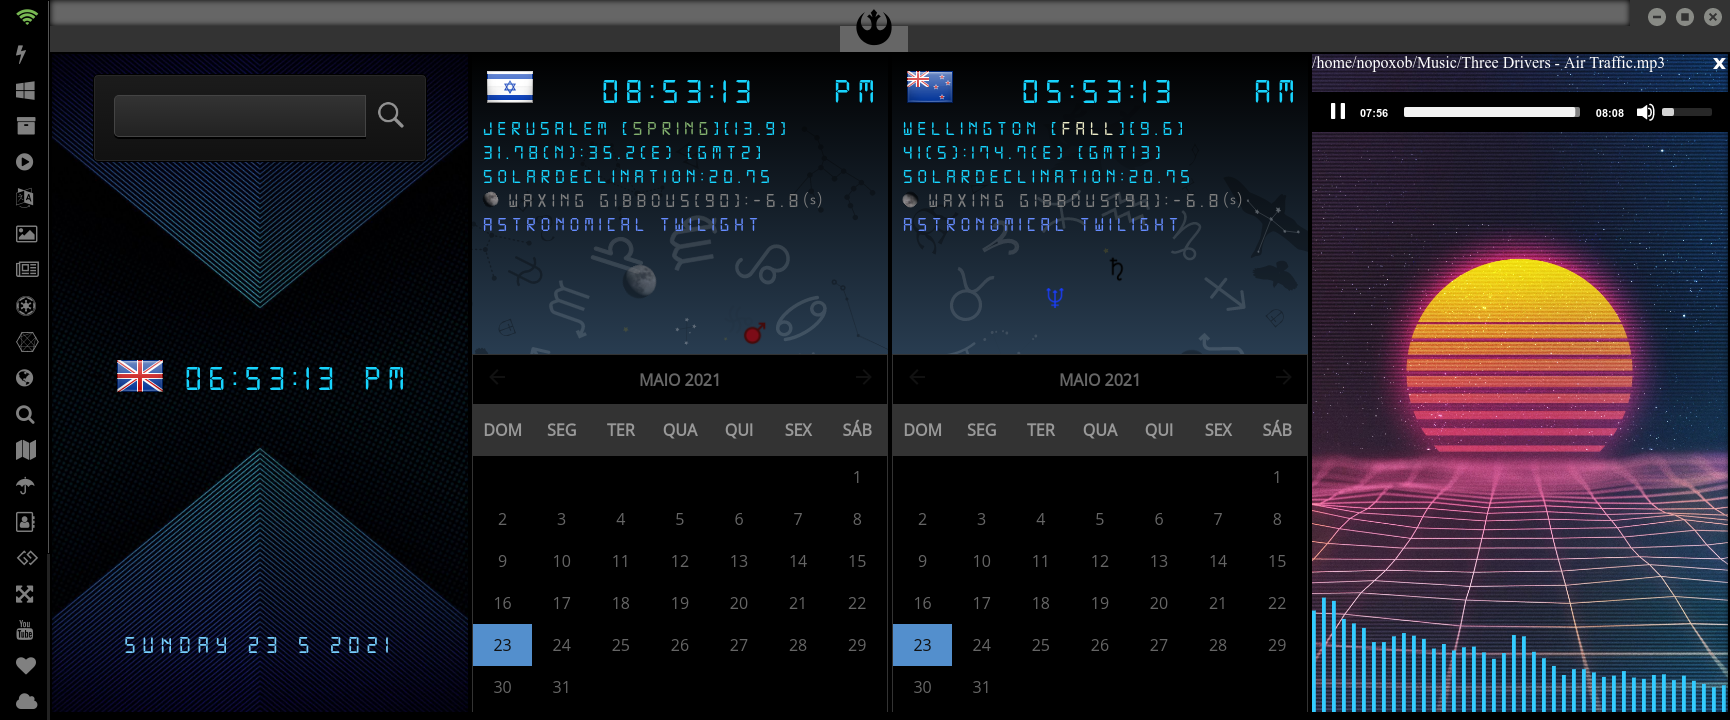 06:53:13 PM
SUNDAY 23 5 2021
08:53:13 PM
JERUSALEM [SPRING][13.9]
31.78(N):35.2(E) [GMT2]
SOLARDECLINATION:20.75
WAXING GIBBOUS[90]:-6.8(s)
ASTRONOMICAL TWILIGHT
MAIO 2021
DOM SEG TER QUA QUI SEX SÁB
1
2 3 4 5 6 7 8
9 10 11 12 13 14 15
16 17 18 19 20 21 22
23 24 25 26 27 28 29
30 31
05:53:13 AM
WELLINGTON [FALL][9.6]
41(S):174.7(E) [GMT13]
SOLARDECLINATION:20.75
WAXING GIBBOUS[90]:-6.8(s)
ASTRONOMICAL TWILIGHT
MAIO 2021
DOM SEG TER QUA QUI SEX SÁB
1
2 3 4 5 6 7 8
9 10 11 12 13 14 15
16 17 18 19 20 21 22
23 24 25 26 27 28 29
30 31
/home/nopoxob/Music/Three Drivers - Air Traffic.mp3 x
07:56 08:08
You
Tube